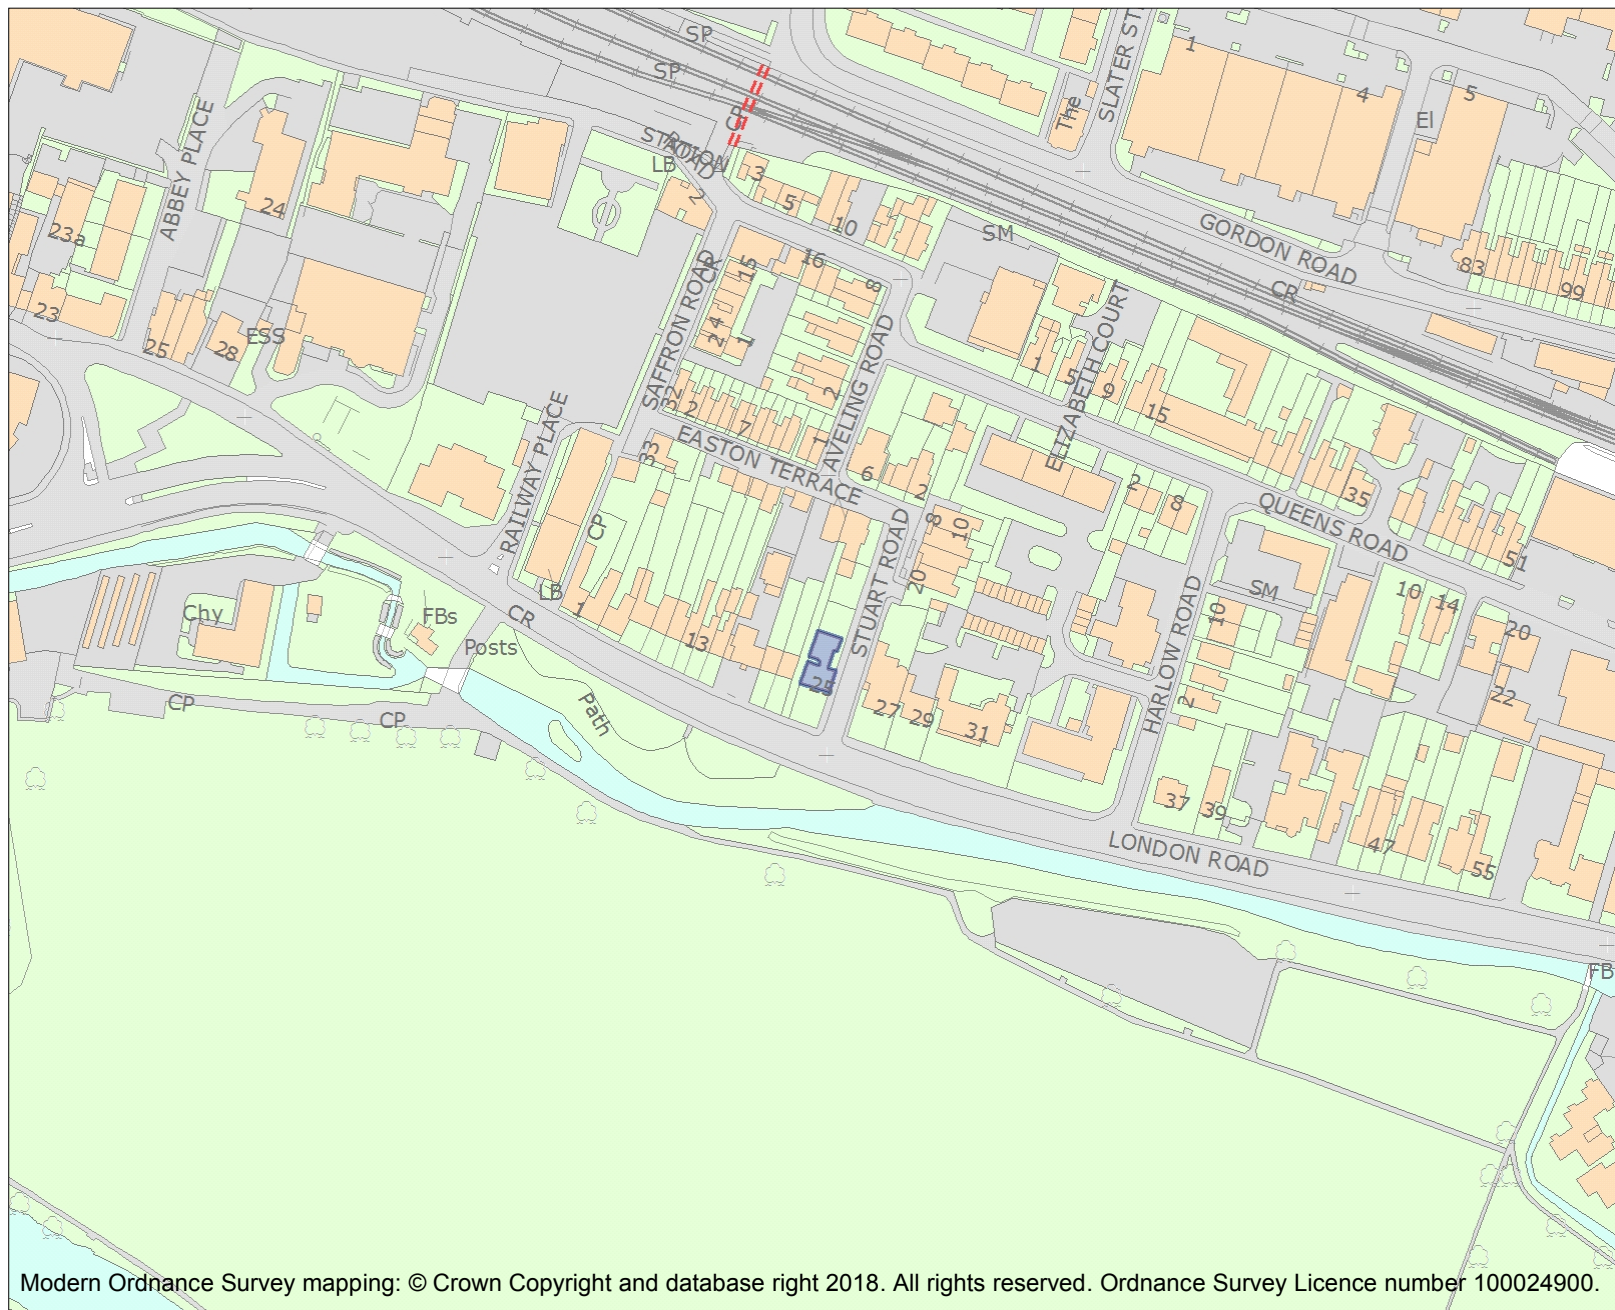 SP
SP
CR
STATION
ROAD
LB
2
3
5
10
ABBEY PLACE
24
23a
23
25
28
ESS
SLATER ST
The
1
4
5
El
GORDON ROAD
CR
83
99
SM
SAFFRON ROAD
CR
15
16
8
24
1
2
AVELING ROAD
32
2
7
1
EASTON TERRACE
33
RAILWAY PLACE
CP
LB
1
13
25
6
2
8
10
20
STUART ROAD
ELIZABETH COURT
1
5
9
15
2
8
35
51
QUEENS ROAD
HARLOW ROAD
10
SM
2
10
14
20
22
27
29
31
37
39
47
55
LONDON ROAD
CR
Chy
FBs
Posts
Path
CP
CP
FB
Modern Ordnance Survey mapping: © Crown Copyright and database right 2018. All rights reserved. Ordnance Survey Licence number 100024900.